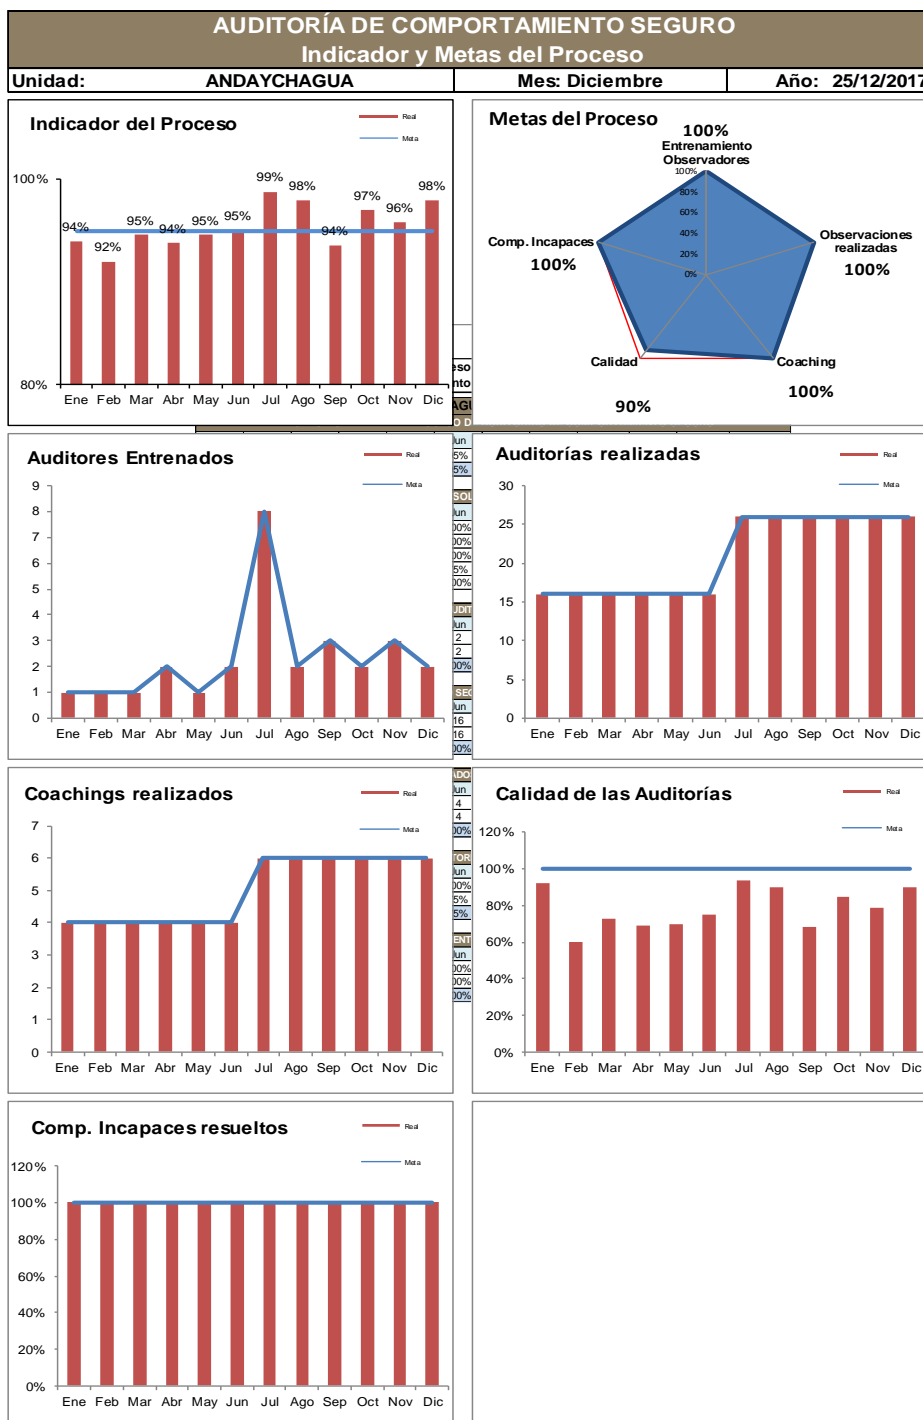 AUDITORÍA DE COMPORTAMIENTO SEGURO
Indicador y Metas del Proceso
Unidad: ANDAYCHAGUA Mes: Diciembre Año: 25/12/2017
Indicador del Proceso
Real
Meta
100%
80%
94% 92% 95% 94% 95% 95% 99% 98% 94% 97% 96% 98%
Ene Feb Mar Abr May Jun Jul Ago Sep Oct Nov Dic
Metas del Proceso
100%
Entrenamiento
Observadores
100%
80%
60%
40%
20%
0%
Comp. Incapaces
100%
Observaciones
realizadas
100%
Calidad
90%
Coaching
100%
Auditores Entrenados
Real
Meta
9
8
7
6
5
4
3
2
1
0
Ene Feb Mar Abr May Jun Jul Ago Sep Oct Nov Dic
Auditorías realizadas
Real
Meta
30
25
20
15
10
5
0
Ene Feb Mar Abr May Jun Jul Ago Sep Oct Nov Dic
Coachings realizados
Real
Meta
7
6
5
4
3
2
1
0
Ene Feb Mar Abr May Jun Jul Ago Sep Oct Nov Dic
Calidad de las Auditorías
Real
Meta
120%
100%
80%
60%
40%
20%
0%
Ene Feb Mar Abr May Jun Jul Ago Sep Oct Nov Dic
Comp. Incapaces resueltos
Real
Meta
120%
100%
80%
60%
40%
20%
0%
Ene Feb Mar Abr May Jun Jul Ago Sep Oct Nov Dic